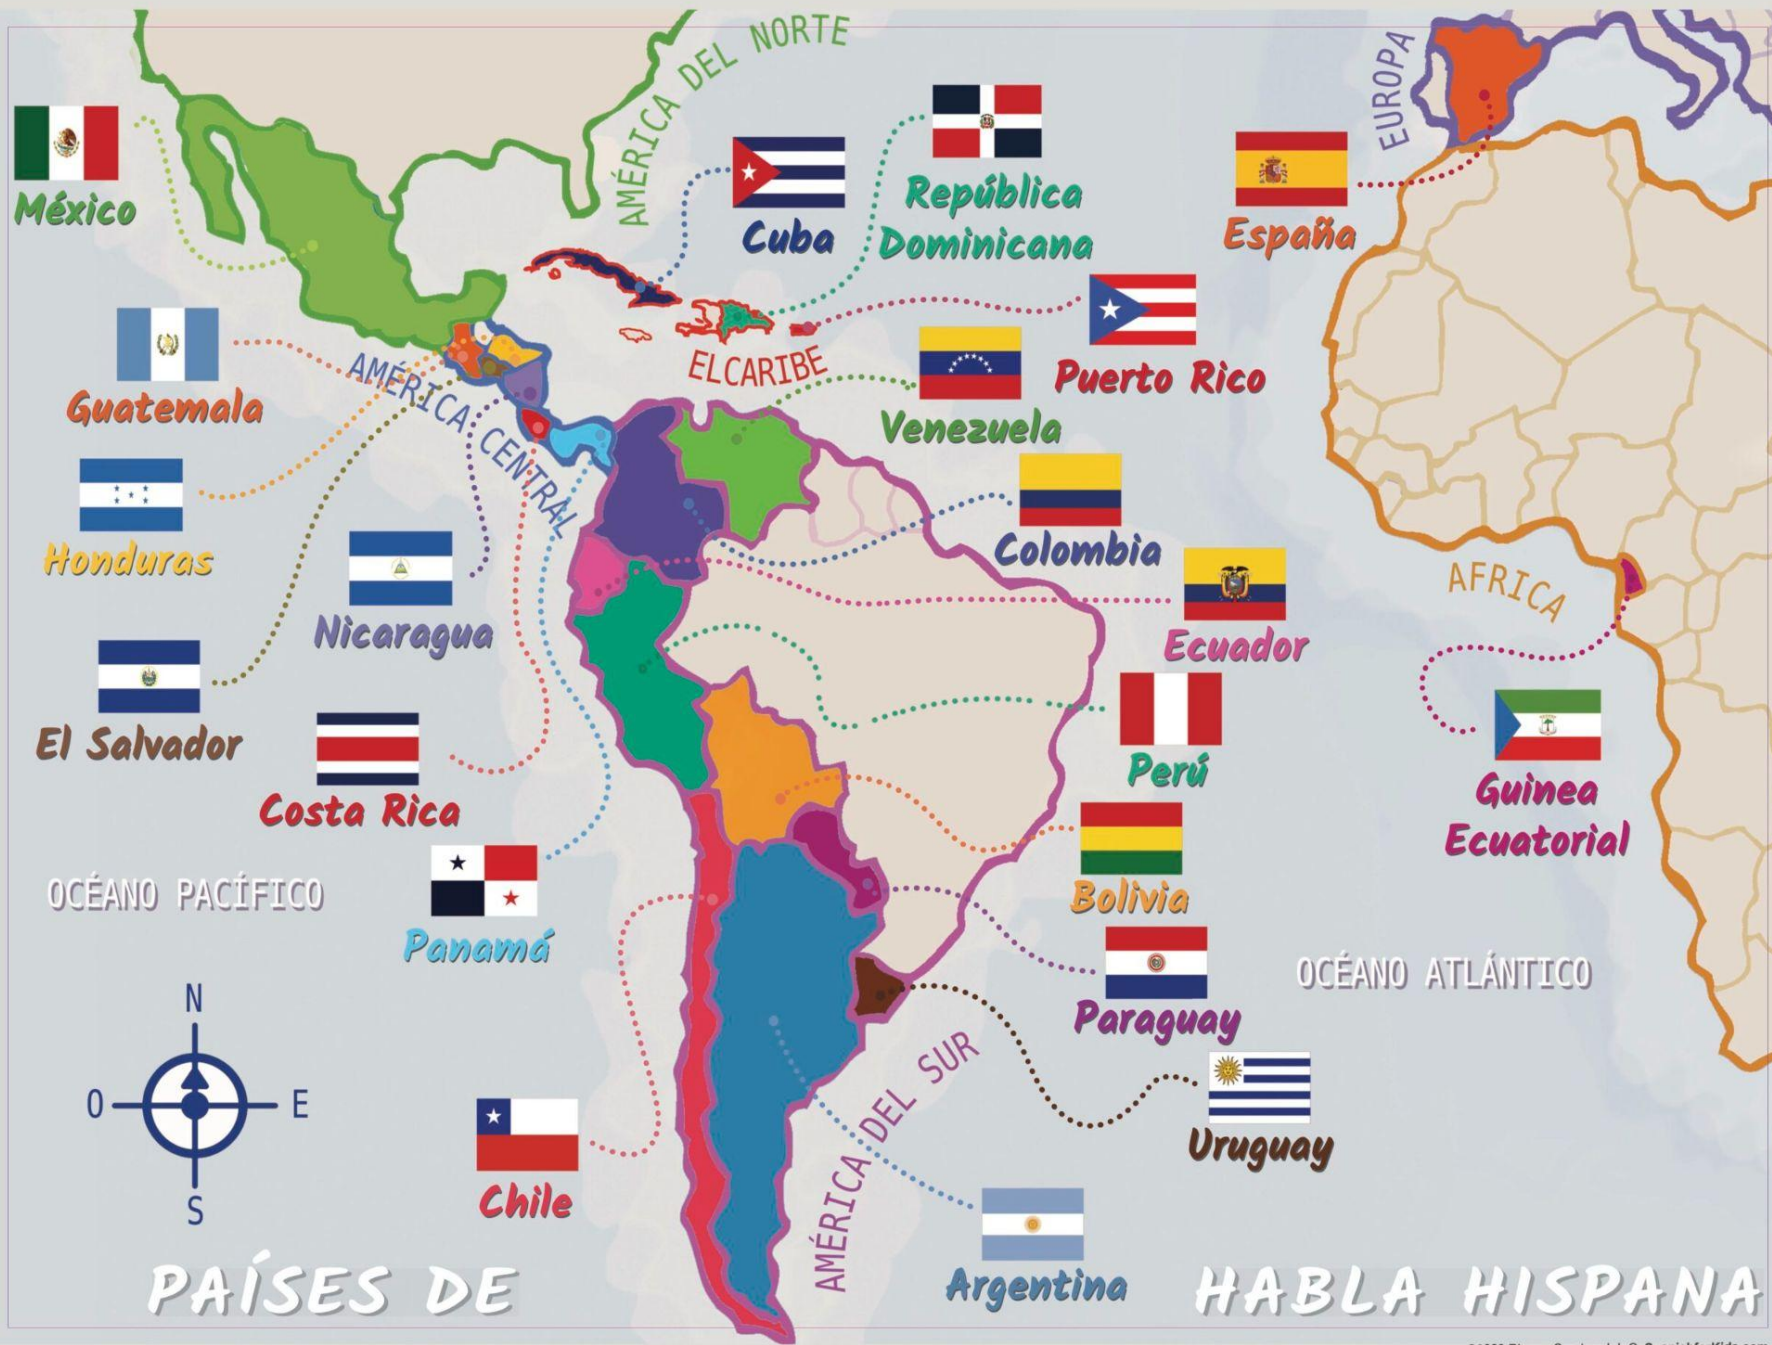 AMÉRICA DEL NORTE
EUROPA
México
Cuba
República
Dominicana
España
Guatemala
AMÉRICA CENTRAL
EL CARIBE
Venezuela
Puerto Rico
Honduras
Nicaragua
Colombia
Ecuador
AFRICA
El Salvador
Costa Rica
Perú
Guinea
Ecuatorial
OCÉANO PACÍFICO
Panamá
Bolivia
Paraguay
OCÉANO ATLÁNTICO
N
O
E
S
Chile
AMÉRICA DEL SUR
Uruguay
Argentina
PAÍSES DE
HABLA HISPANA